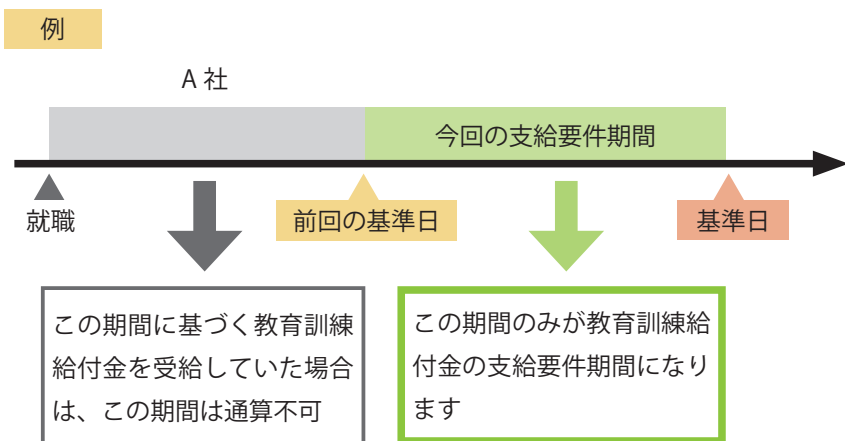 例
A 社
今回の支給要件期間
就職
前回の基準日
基準日
この期間に基づく教育訓練
給付金を受給していた場合
は、この期間は通算不可
この期間のみが教育訓練給
付金の支給要件期間になり
ます